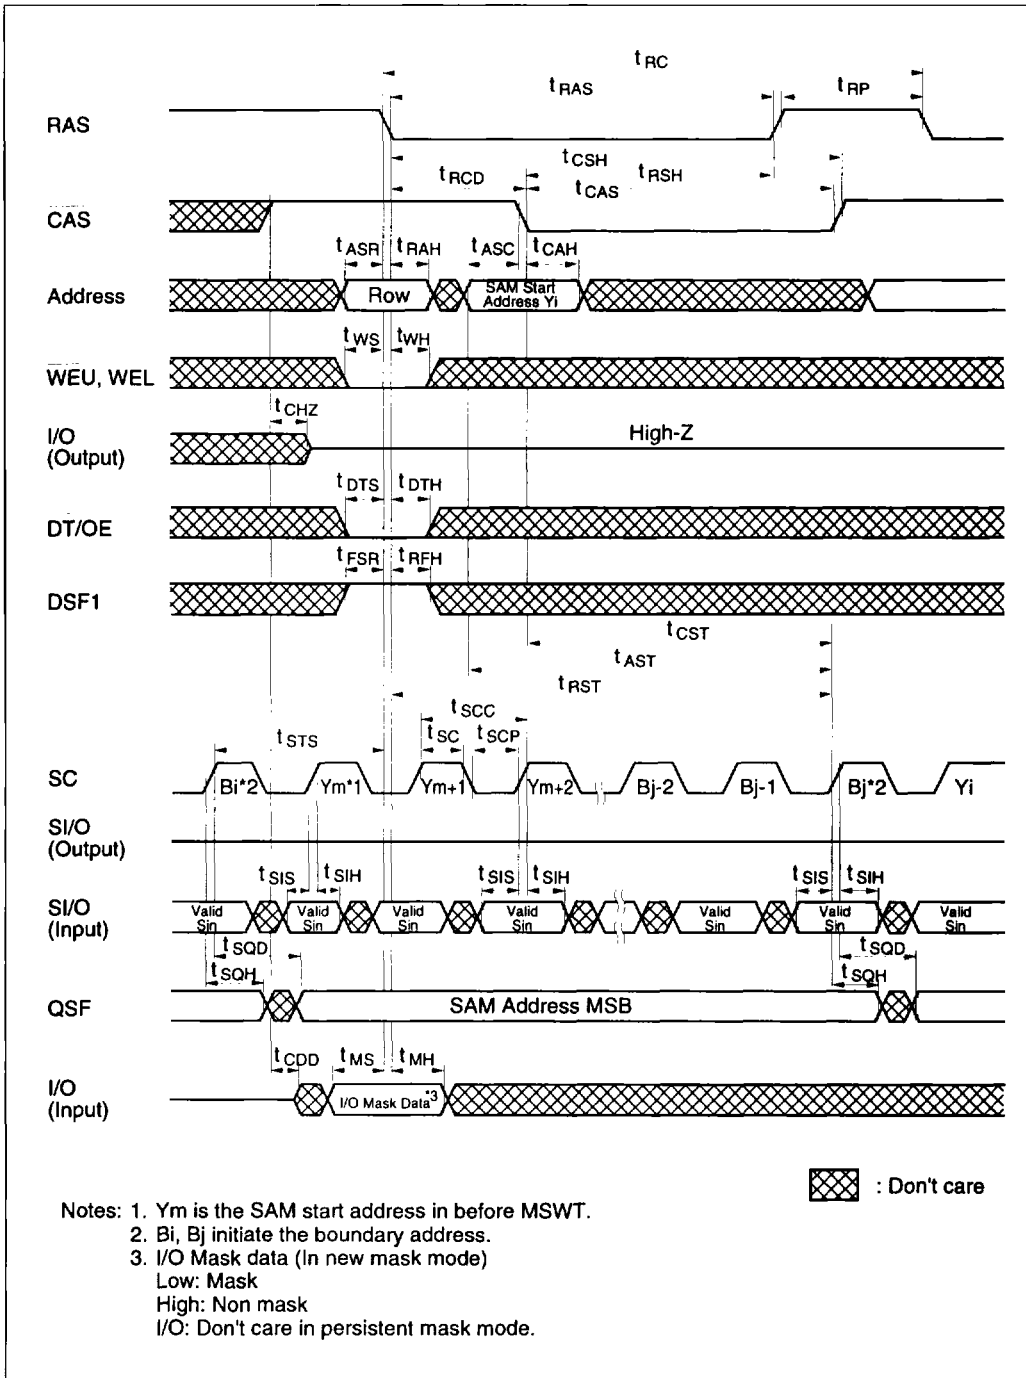 tRC
tRAS tRP
RAS
tCSH
tRCD tRSH
tCAS
CAS
tASR tRAH tASC tCAH
Address Row SAM Start Address Yi
tWS tWH
WEU, WEL
tCHZ
I/O (Output) High-Z
tDTS tDTH
DT/OE
tFSR tRFH
DSF1
tCST
tAST
tRST
tSCC
tSTS tSC tSCP
SC Bi*2 Ym*1 Ym+1 Ym+2 Bj-2 Bj-1 Bj*2 Yi
SI/O
(Output)
tSIS tSIH tSIS tSIH tSIS tSIH
SI/O (Input) Valid Sin Valid Sin Valid Sin Valid Sin Valid Sin Valid Sin Valid Sin
tSQD tSQD
tSQH tSQH
QSF SAM Address MSB
tCDD tMS tMH
I/O (Input) I/O Mask Data*3
: Don't care
Notes: 1. Ym is the SAM start address in before MSWT.
2. Bi, Bj initiate the boundary address.
3. I/O Mask data (In new mask mode)
Low: Mask
High: Non mask
I/O: Don't care in persistent mask mode.